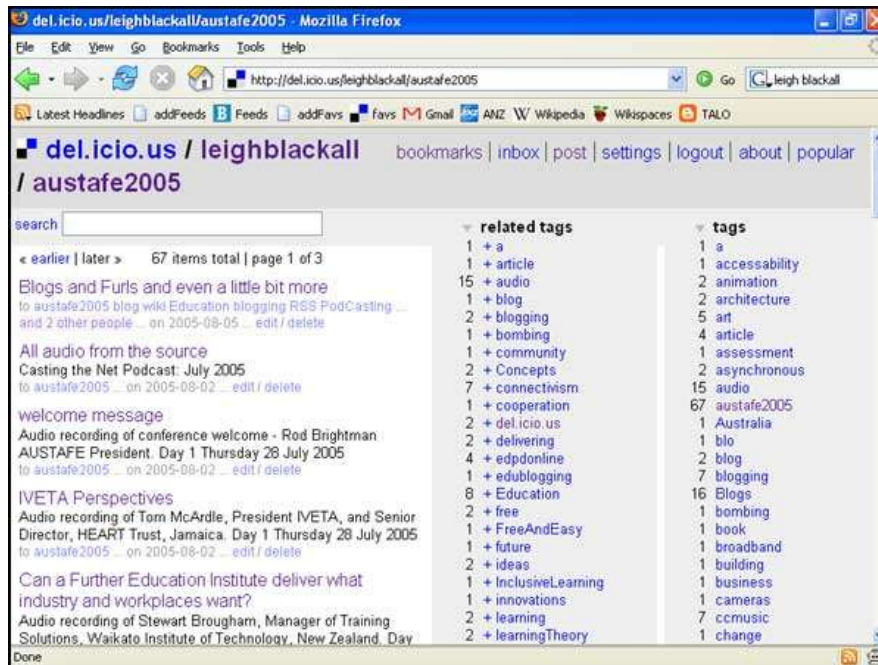 del.icio.us/leighblackall/austafe2005 - Mozilla Firefox
File Edit View Go Bookmarks Tools Help
http://del.icio.us/leighblackall/austafe2005 Go G leigh blackall
Latest Headlines addFeeds B Feeds addFavs favs Gmail ANZ W Wikipedia Wikispaces TALO
del.icio.us / leighblackall
/ austafe2005
bookmarks | inbox | post | settings | logout | about | popular
search
« earlier | later » 67 items total | page 1 of 3
Blogs and Furls and even a little bit more
to austafe2005 blog wiki Education blogging RSS PodCasting ...
and 2 other people ... on 2005-08-05 ... edit / delete
All audio from the source
Casting the Net Podcast: July 2005
to austafe2005 ... on 2005-08-02 ... edit / delete
welcome message
Audio recording of conference welcome - Rod Brightman
AUSTAFE President. Day 1 Thursday 28 July 2005
to austafe2005 ... on 2005-08-02 ... edit / delete
IVETA Perspectives
Audio recording of Tom McArdle, President IVETA, and Senior
Director, HEART Trust, Jamaica. Day 1 Thursday 28 July 2005
to austafe2005 ... on 2005-08-02 ... edit / delete
Can a Further Education Institute deliver what
industry and workplaces want?
Audio recording of Stewart Brougham, Manager of Training
Solutions, Waikato Institute of Technology, New Zealand. Day
related tags
1 + a
1 + article
15 + audio
1 + blog
2 + blogging
1 + bombing
1 + community
2 + Concepts
7 + connectivism
1 + cooperation
2 + del.icio.us
2 + delivering
4 + edpdonline
1 + edublogging
8 + Education
2 + free
1 + FreeAndEasy
1 + future
2 + ideas
1 + InclusiveLearning
1 + innovations
2 + learning
2 + learningTheory
tags
1 a
1 accessability
2 animation
2 architecture
5 art
4 article
1 assessment
2 asynchronous
15 audio
67 austafe2005
1 Australia
1 blo
2 blog
7 blogging
16 Blogs
1 bombing
1 book
1 broadband
1 building
1 business
1 cameras
7 ccmusic
1 change
Done